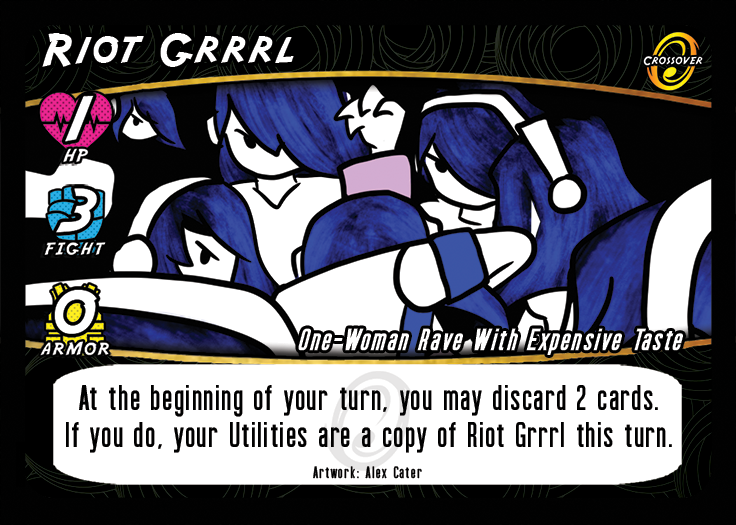 Riot Grrrl
Crossover
1
HP
3
Fight
0
Armor
One-Woman Rave With Expensive Taste
At the beginning of your turn, you may discard 2 cards.
If you do, your Utilities are a copy of Riot Grrrl this turn.
Artwork: Alex Cater